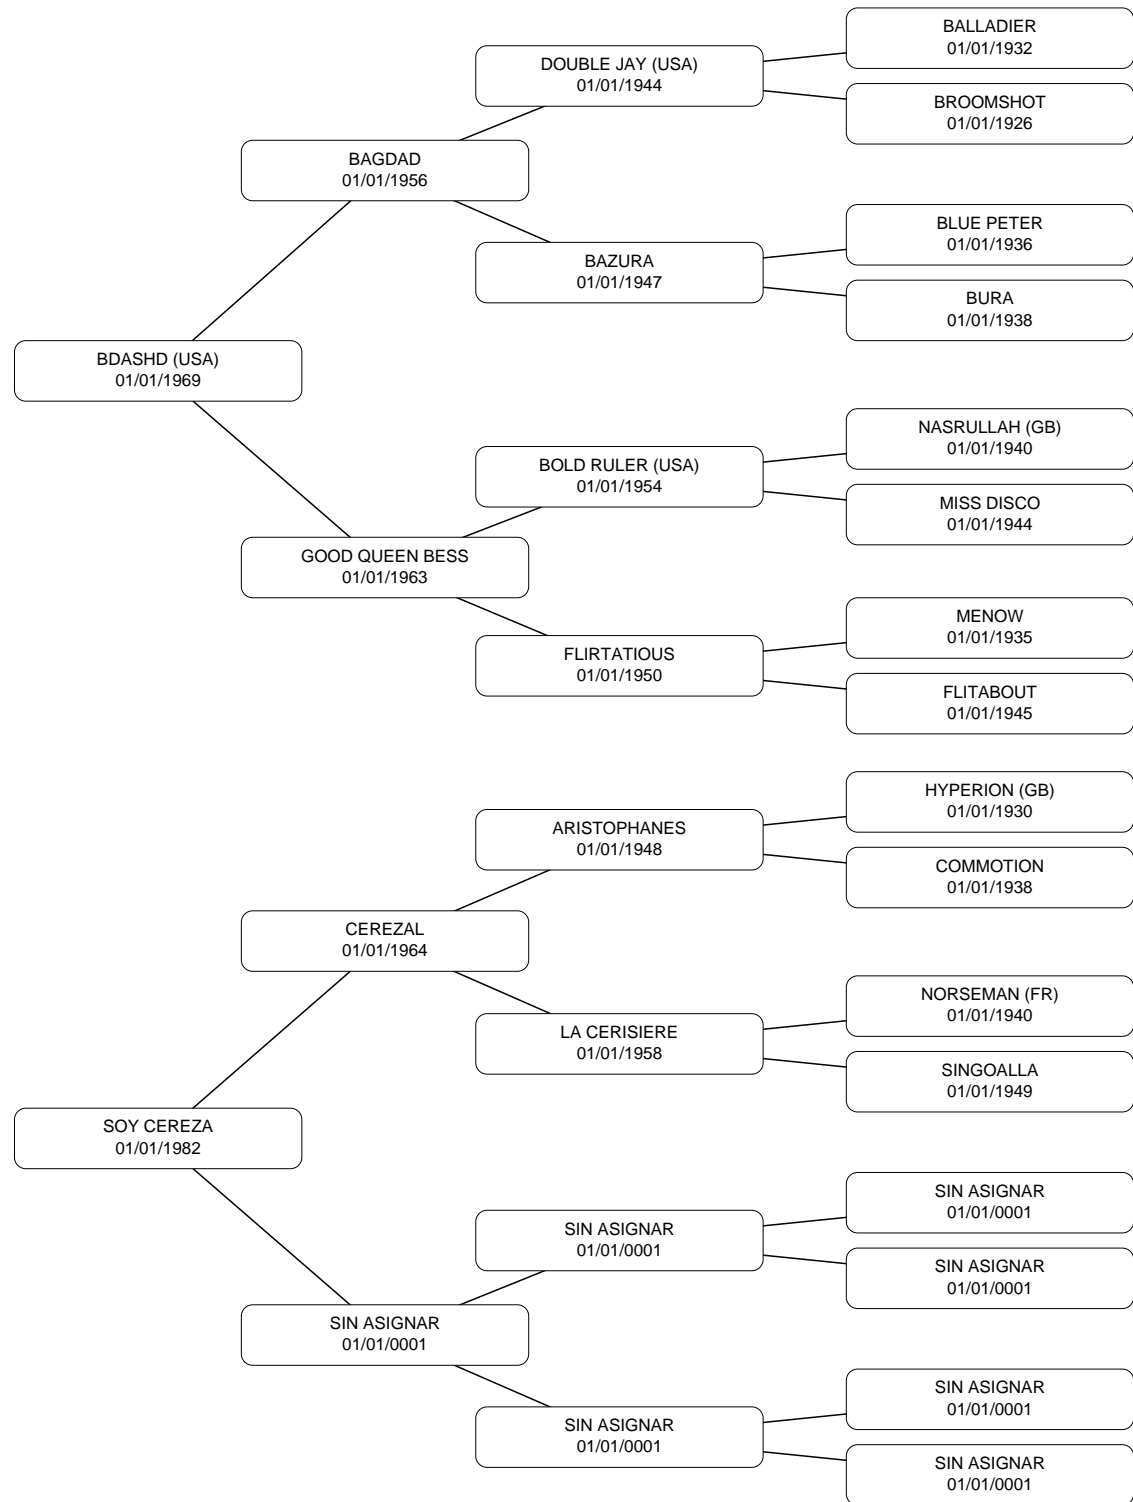 BALLADIER
01/01/1932
DOUBLE JAY (USA)
01/01/1944
BROOMSHOT
01/01/1926
BAGDAD
01/01/1956
BLUE PETER
01/01/1936
BAZURA
01/01/1947
BURA
01/01/1938
BDASHD (USA)
01/01/1969
NASRULLAH (GB)
01/01/1940
BOLD RULER (USA)
01/01/1954
MISS DISCO
01/01/1944
GOOD QUEEN BESS
01/01/1963
MENOW
01/01/1935
FLIRTATIOUS
01/01/1950
FLITABOUT
01/01/1945
HYPERION (GB)
01/01/1930
ARISTOPHANES
01/01/1948
COMMOTION
01/01/1938
CEREZAL
01/01/1964
NORSEMAN (FR)
01/01/1940
LA CERISIERE
01/01/1958
SINGOALLA
01/01/1949
SOY CEREZA
01/01/1982
SIN ASIGNAR
01/01/0001
SIN ASIGNAR
01/01/0001
SIN ASIGNAR
01/01/0001
SIN ASIGNAR
01/01/0001
SIN ASIGNAR
01/01/0001
SIN ASIGNAR
01/01/0001
SIN ASIGNAR
01/01/0001